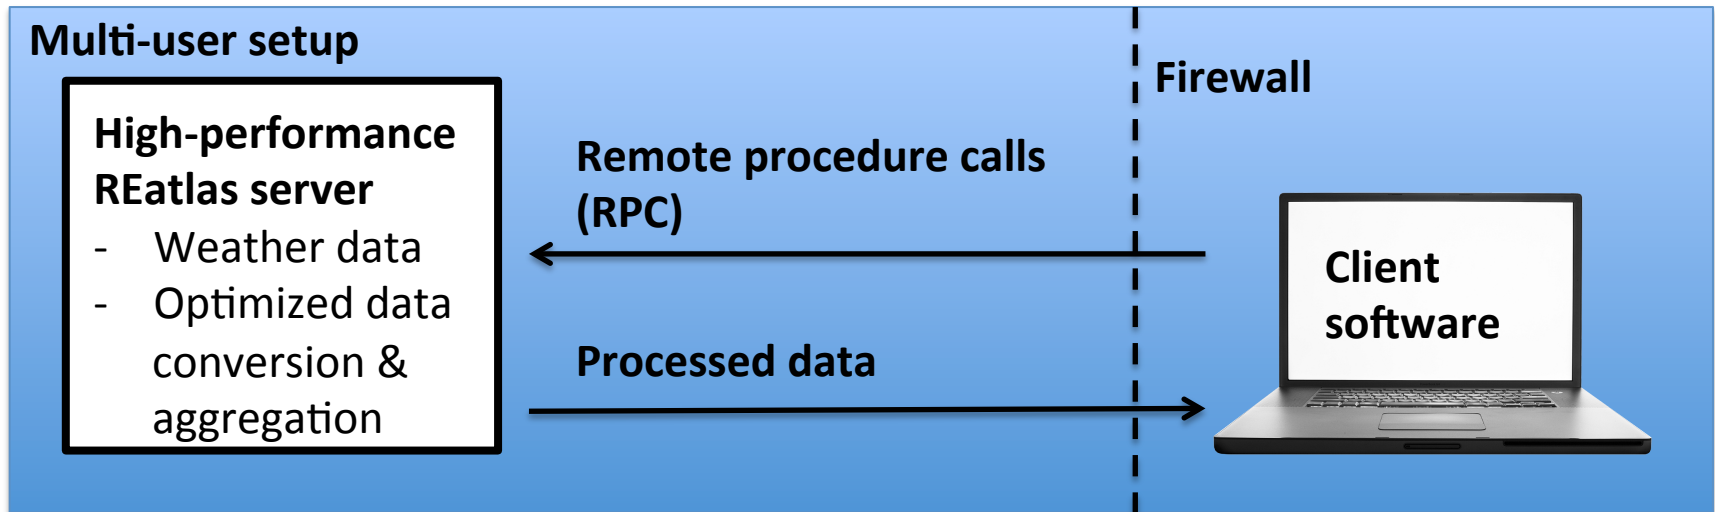 Multi-user setup
Firewall
High-performance
REatlas server
- Weather data
- Optimized data
conversion &
aggregation
Remote procedure calls
(RPC)
Processed data
Client
software